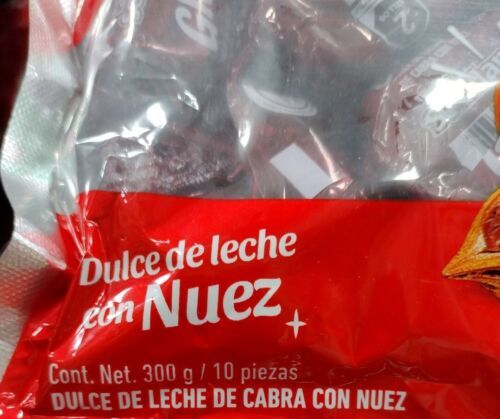 Dulce de leche
con Nuez
Cont. Net. 300 g / 10 piezas
DULCE DE LECHE DE CABRA CON NUEZ